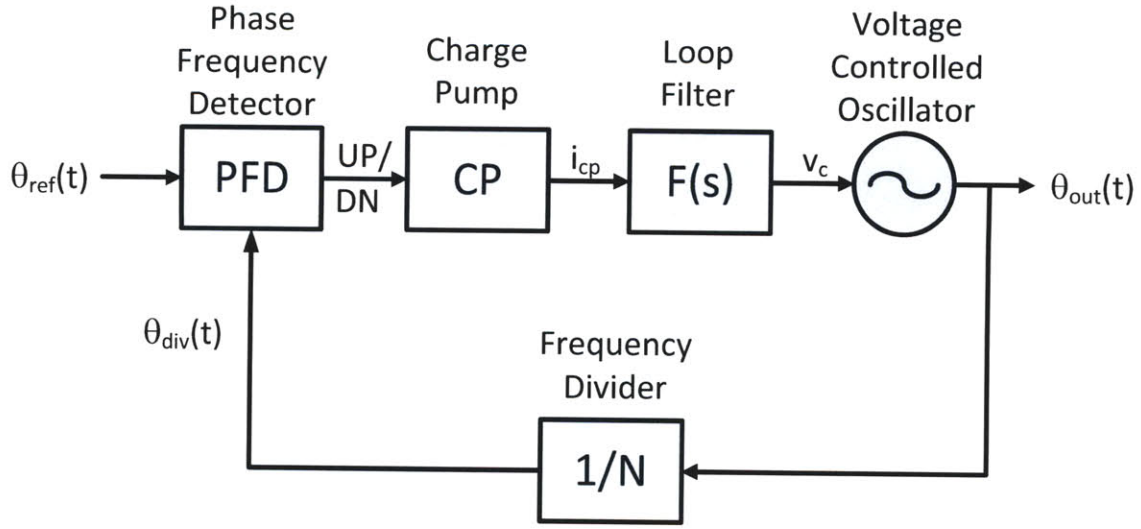 Phase
Frequency
Detector
Charge
Pump
Loop
Filter
Voltage
Controlled
Oscillator
θref(t)
PFD
UP/
DN
CP
icp
F(s)
vc
θout(t)
θdiv(t)
Frequency
Divider
1/N